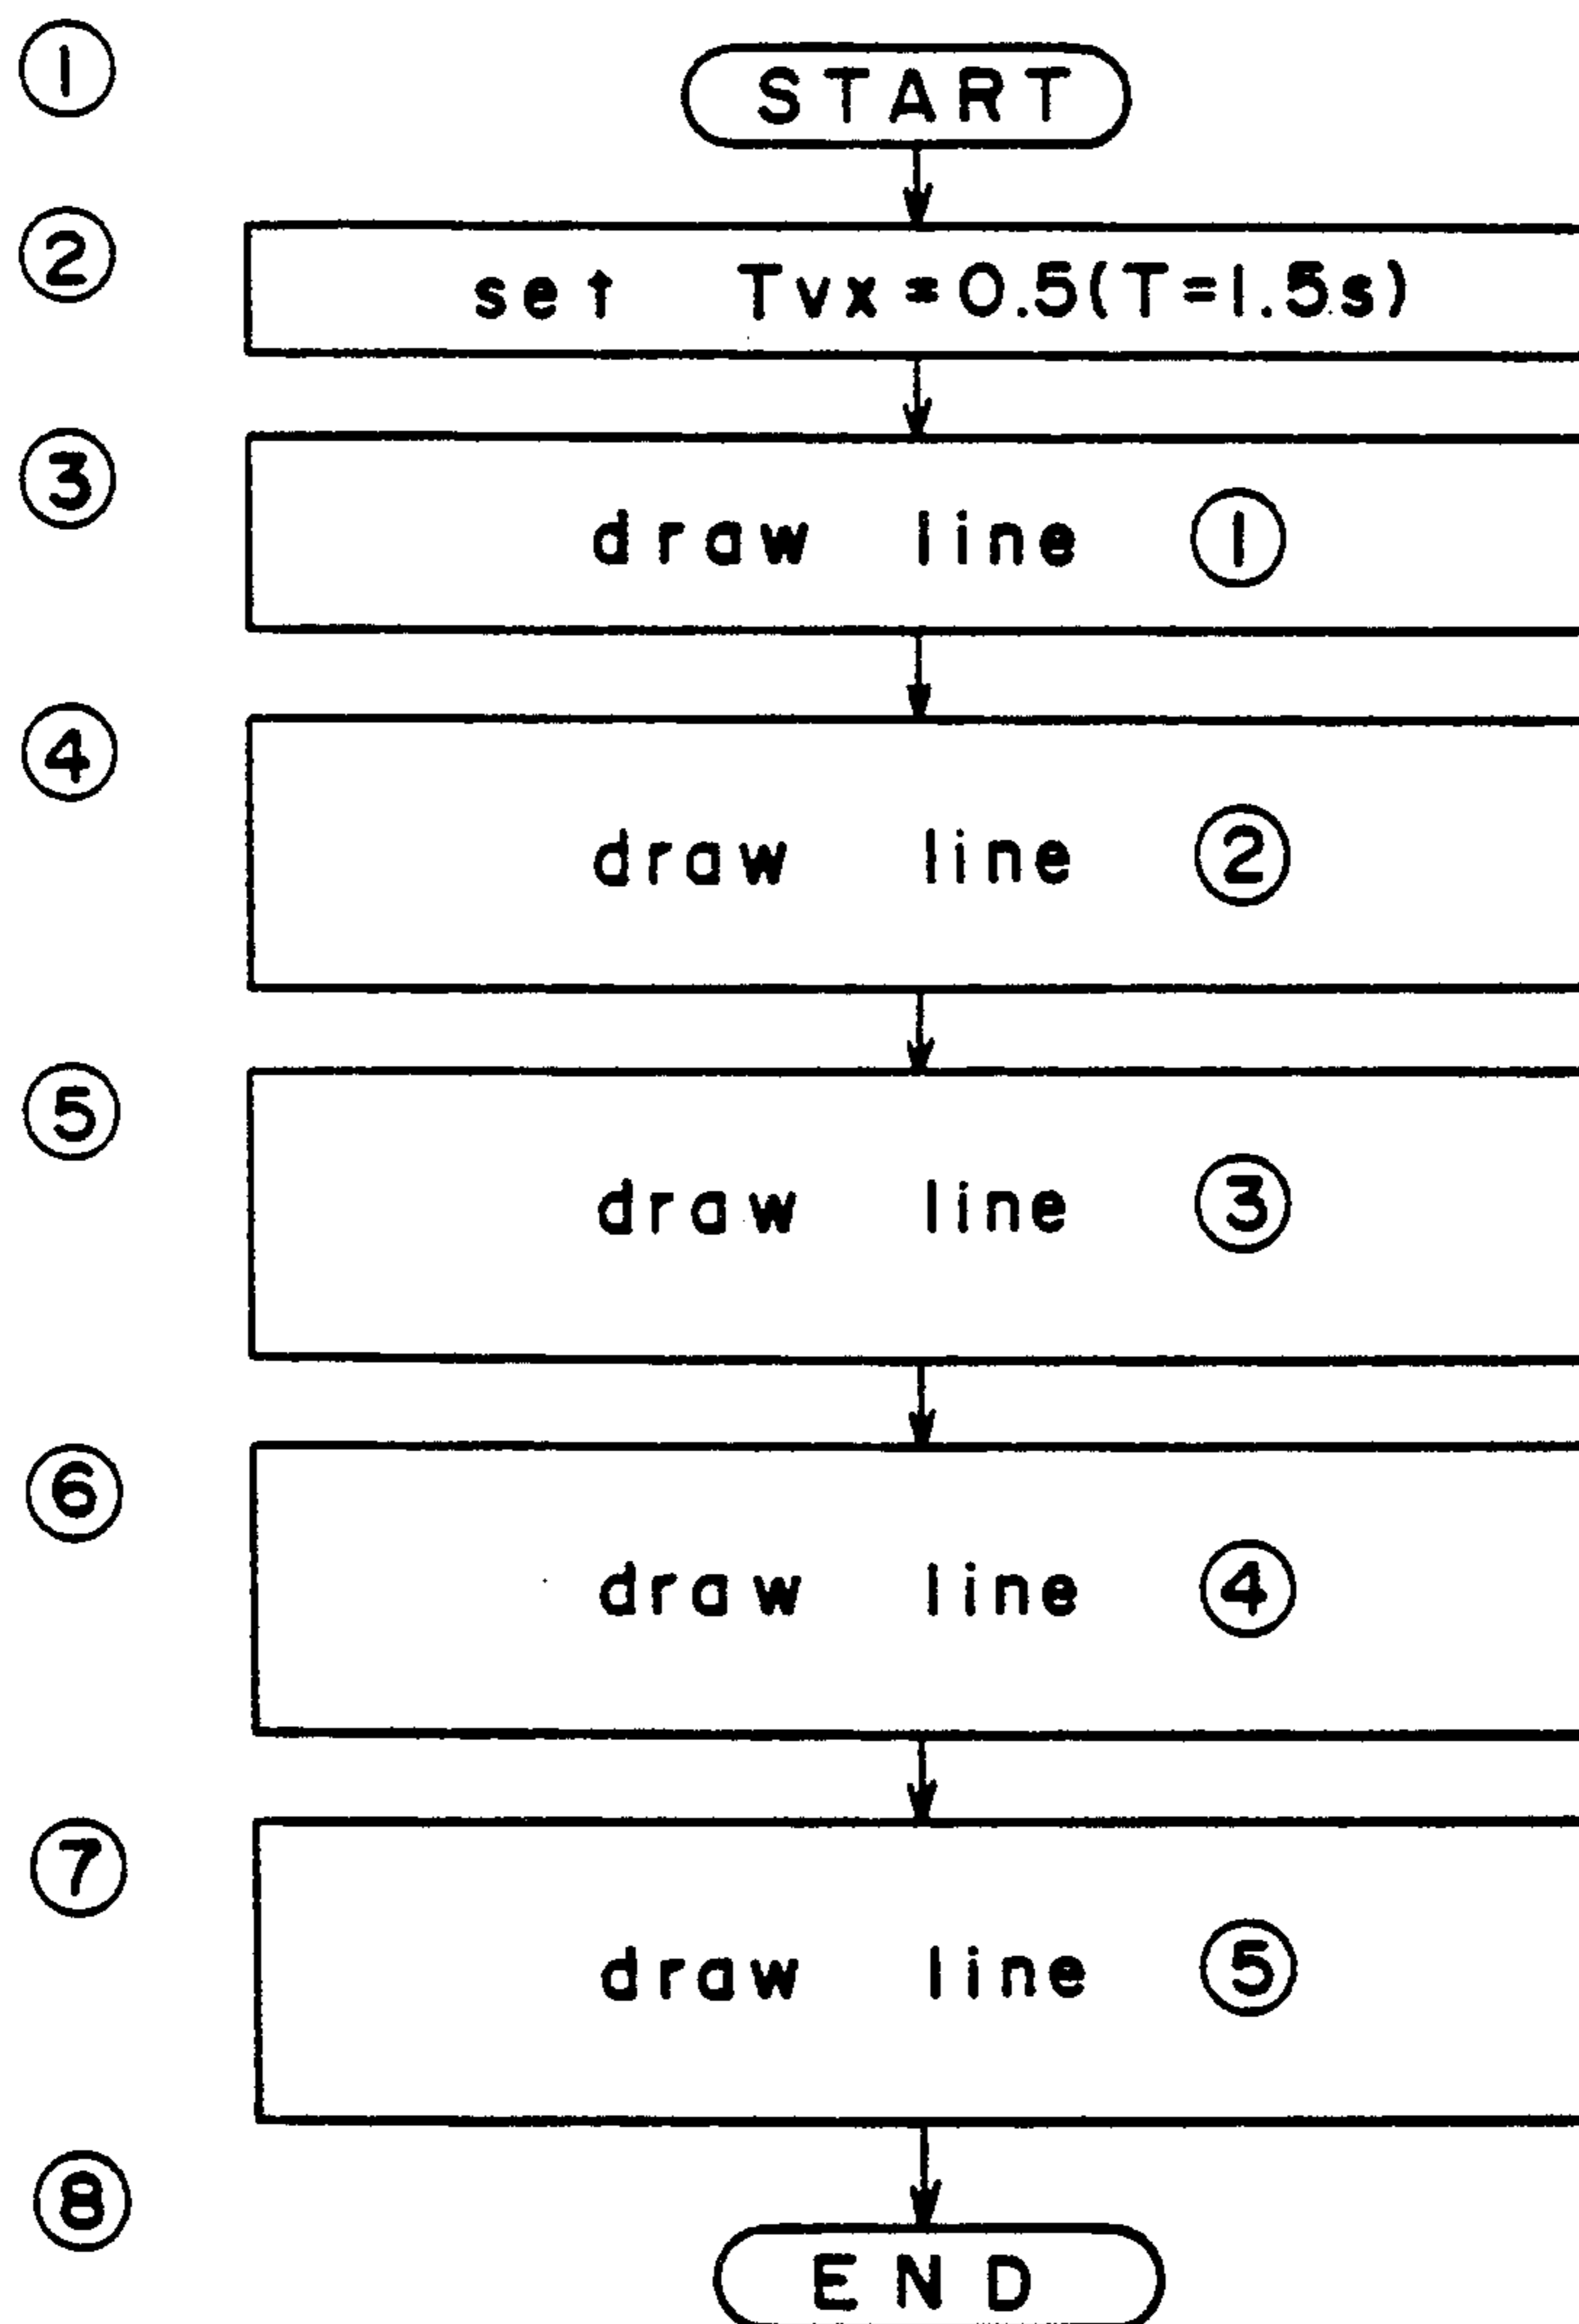 ① START
② set Tvx=0.5(T=1.5s)
③ draw line ①
④ draw line ②
⑤ draw line ③
⑥ draw line ④
⑦ draw line ⑤
⑧ END